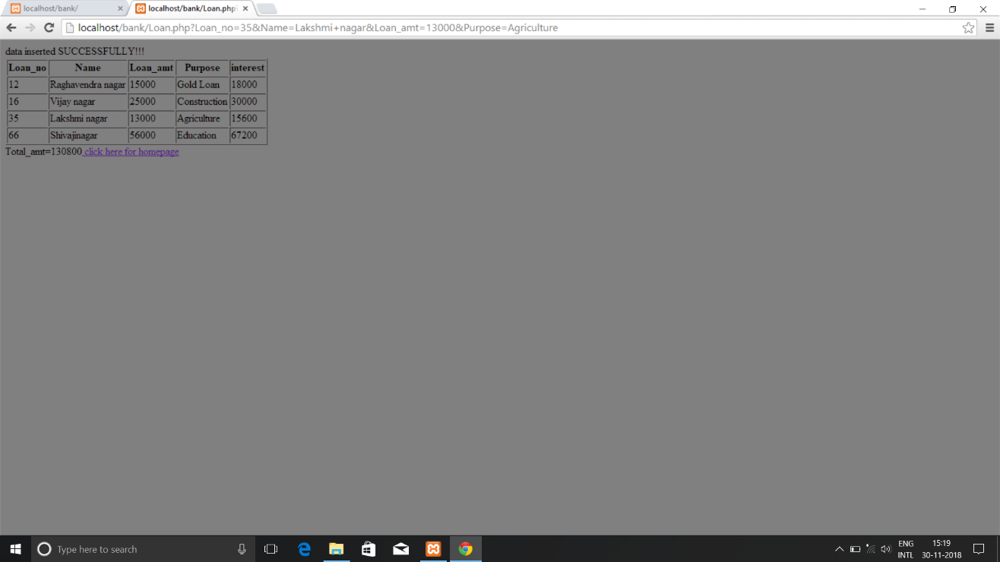 localhost/bank/
localhost/bank/Loan.php
localhost/bank/Loan.php?Loan_no=35&Name=Lakshmi+nagar&Loan_amt=13000&Purpose=Agriculture
data inserted SUCCESSFULLY!!!
Loan_no Name Loan_amt Purpose interest
12 Raghavendra nagar 15000 Gold Loan 18000
16 Vijay nagar 25000 Construction 30000
35 Lakshmi nagar 13000 Agriculture 15600
66 Shivajinagar 56000 Education 67200
Total_amt=130800 click here for homepage
Type here to search
ENG
INTL
15:19
30-11-2018